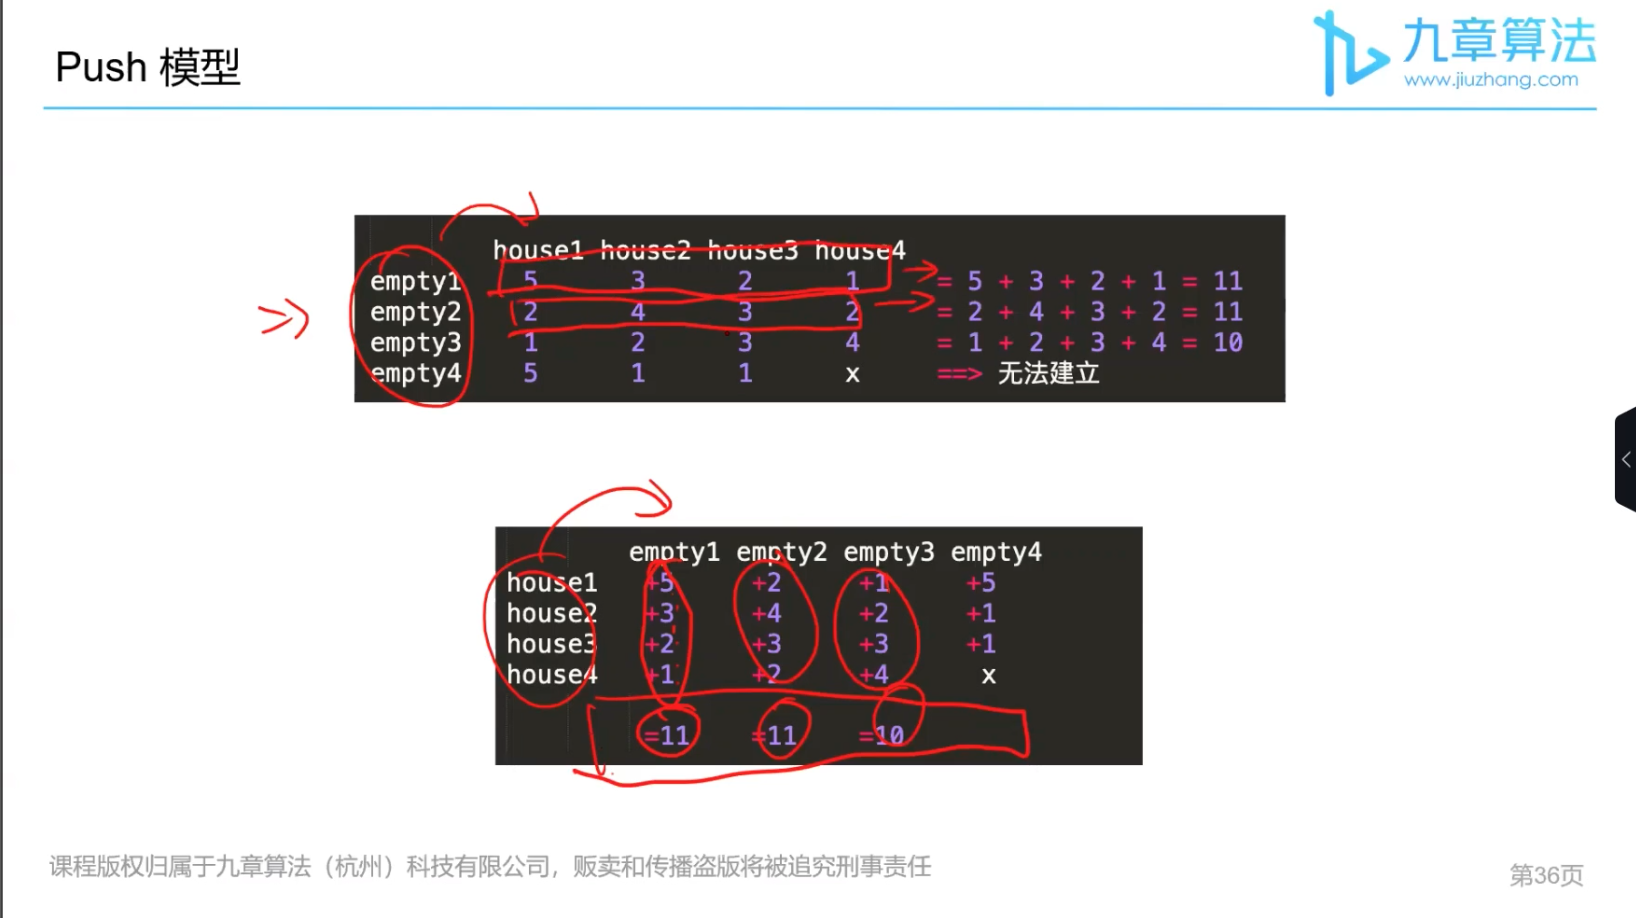 Push 模型
九章算法
www.jiuzhang.com
house1 house2 house3 house4
empty1 5 3 2 1 = 5 + 3 + 2 + 1 = 11
empty2 2 4 3 2 = 2 + 4 + 3 + 2 = 11
empty3 1 2 3 4 = 1 + 2 + 3 + 4 = 10
empty4 5 1 1 x ==> 无法建立
empty1 empty2 empty3 empty4
house1 +5 +2 +1 +5
house2 +3 +4 +2 +1
house3 +2 +3 +3 +1
house4 +1 +2 +4 x
=11 =11 =10
课程版权归属于九章算法（杭州）科技有限公司，贩卖和传播盗版将被追究刑事责任
第36页